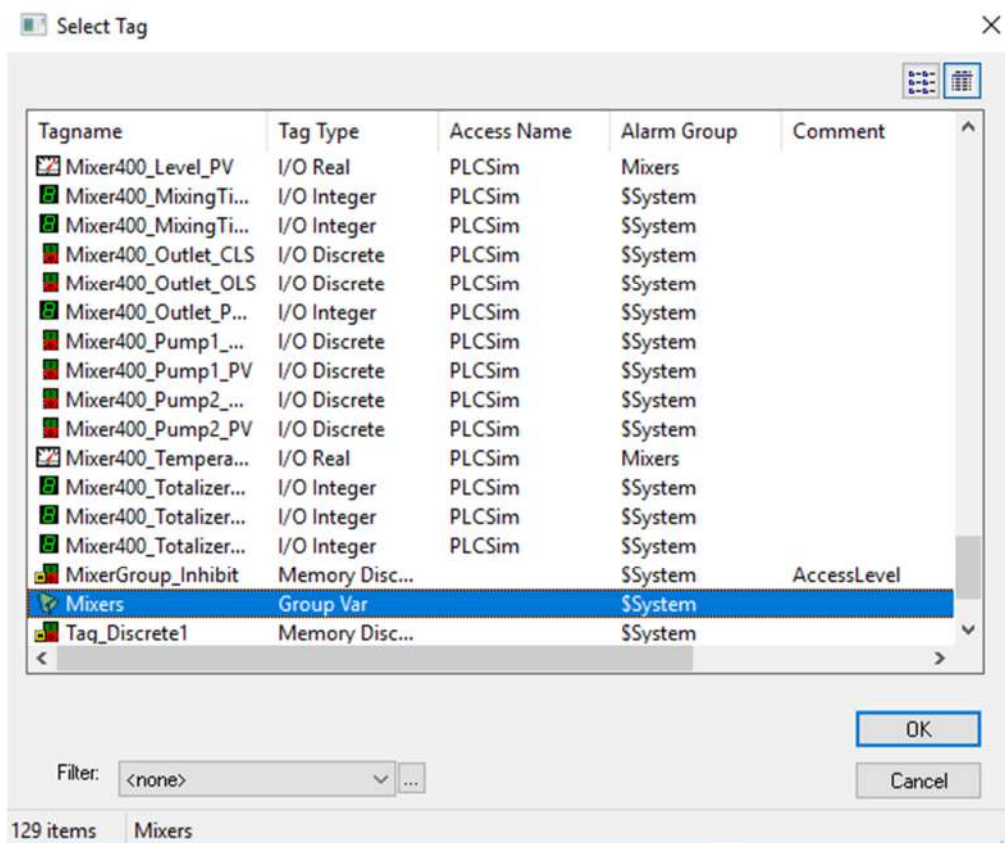 Select Tag
Tagname Tag Type Access Name Alarm Group Comment
Mixer400_Level_PV I/O Real PLCSim Mixers
Mixer400_MixingTi... I/O Integer PLCSim $System
Mixer400_MixingTi... I/O Integer PLCSim $System
Mixer400_Outlet_CLS I/O Discrete PLCSim $System
Mixer400_Outlet_OLS I/O Discrete PLCSim $System
Mixer400_Outlet_P... I/O Integer PLCSim $System
Mixer400_Pump1_... I/O Discrete PLCSim $System
Mixer400_Pump1_PV I/O Discrete PLCSim $System
Mixer400_Pump2_... I/O Discrete PLCSim $System
Mixer400_Pump2_PV I/O Discrete PLCSim $System
Mixer400_Tempera... I/O Real PLCSim Mixers
Mixer400_Totalizer... I/O Integer PLCSim $System
Mixer400_Totalizer... I/O Integer PLCSim $System
Mixer400_Totalizer... I/O Integer PLCSim $System
MixerGroup_Inhibit Memory Disc... $System AccessLevel
Mixers Group Var $System
Tag_Discrete1 Memory Disc... $System
OK
Filter: <none> ...
Cancel
129 items Mixers